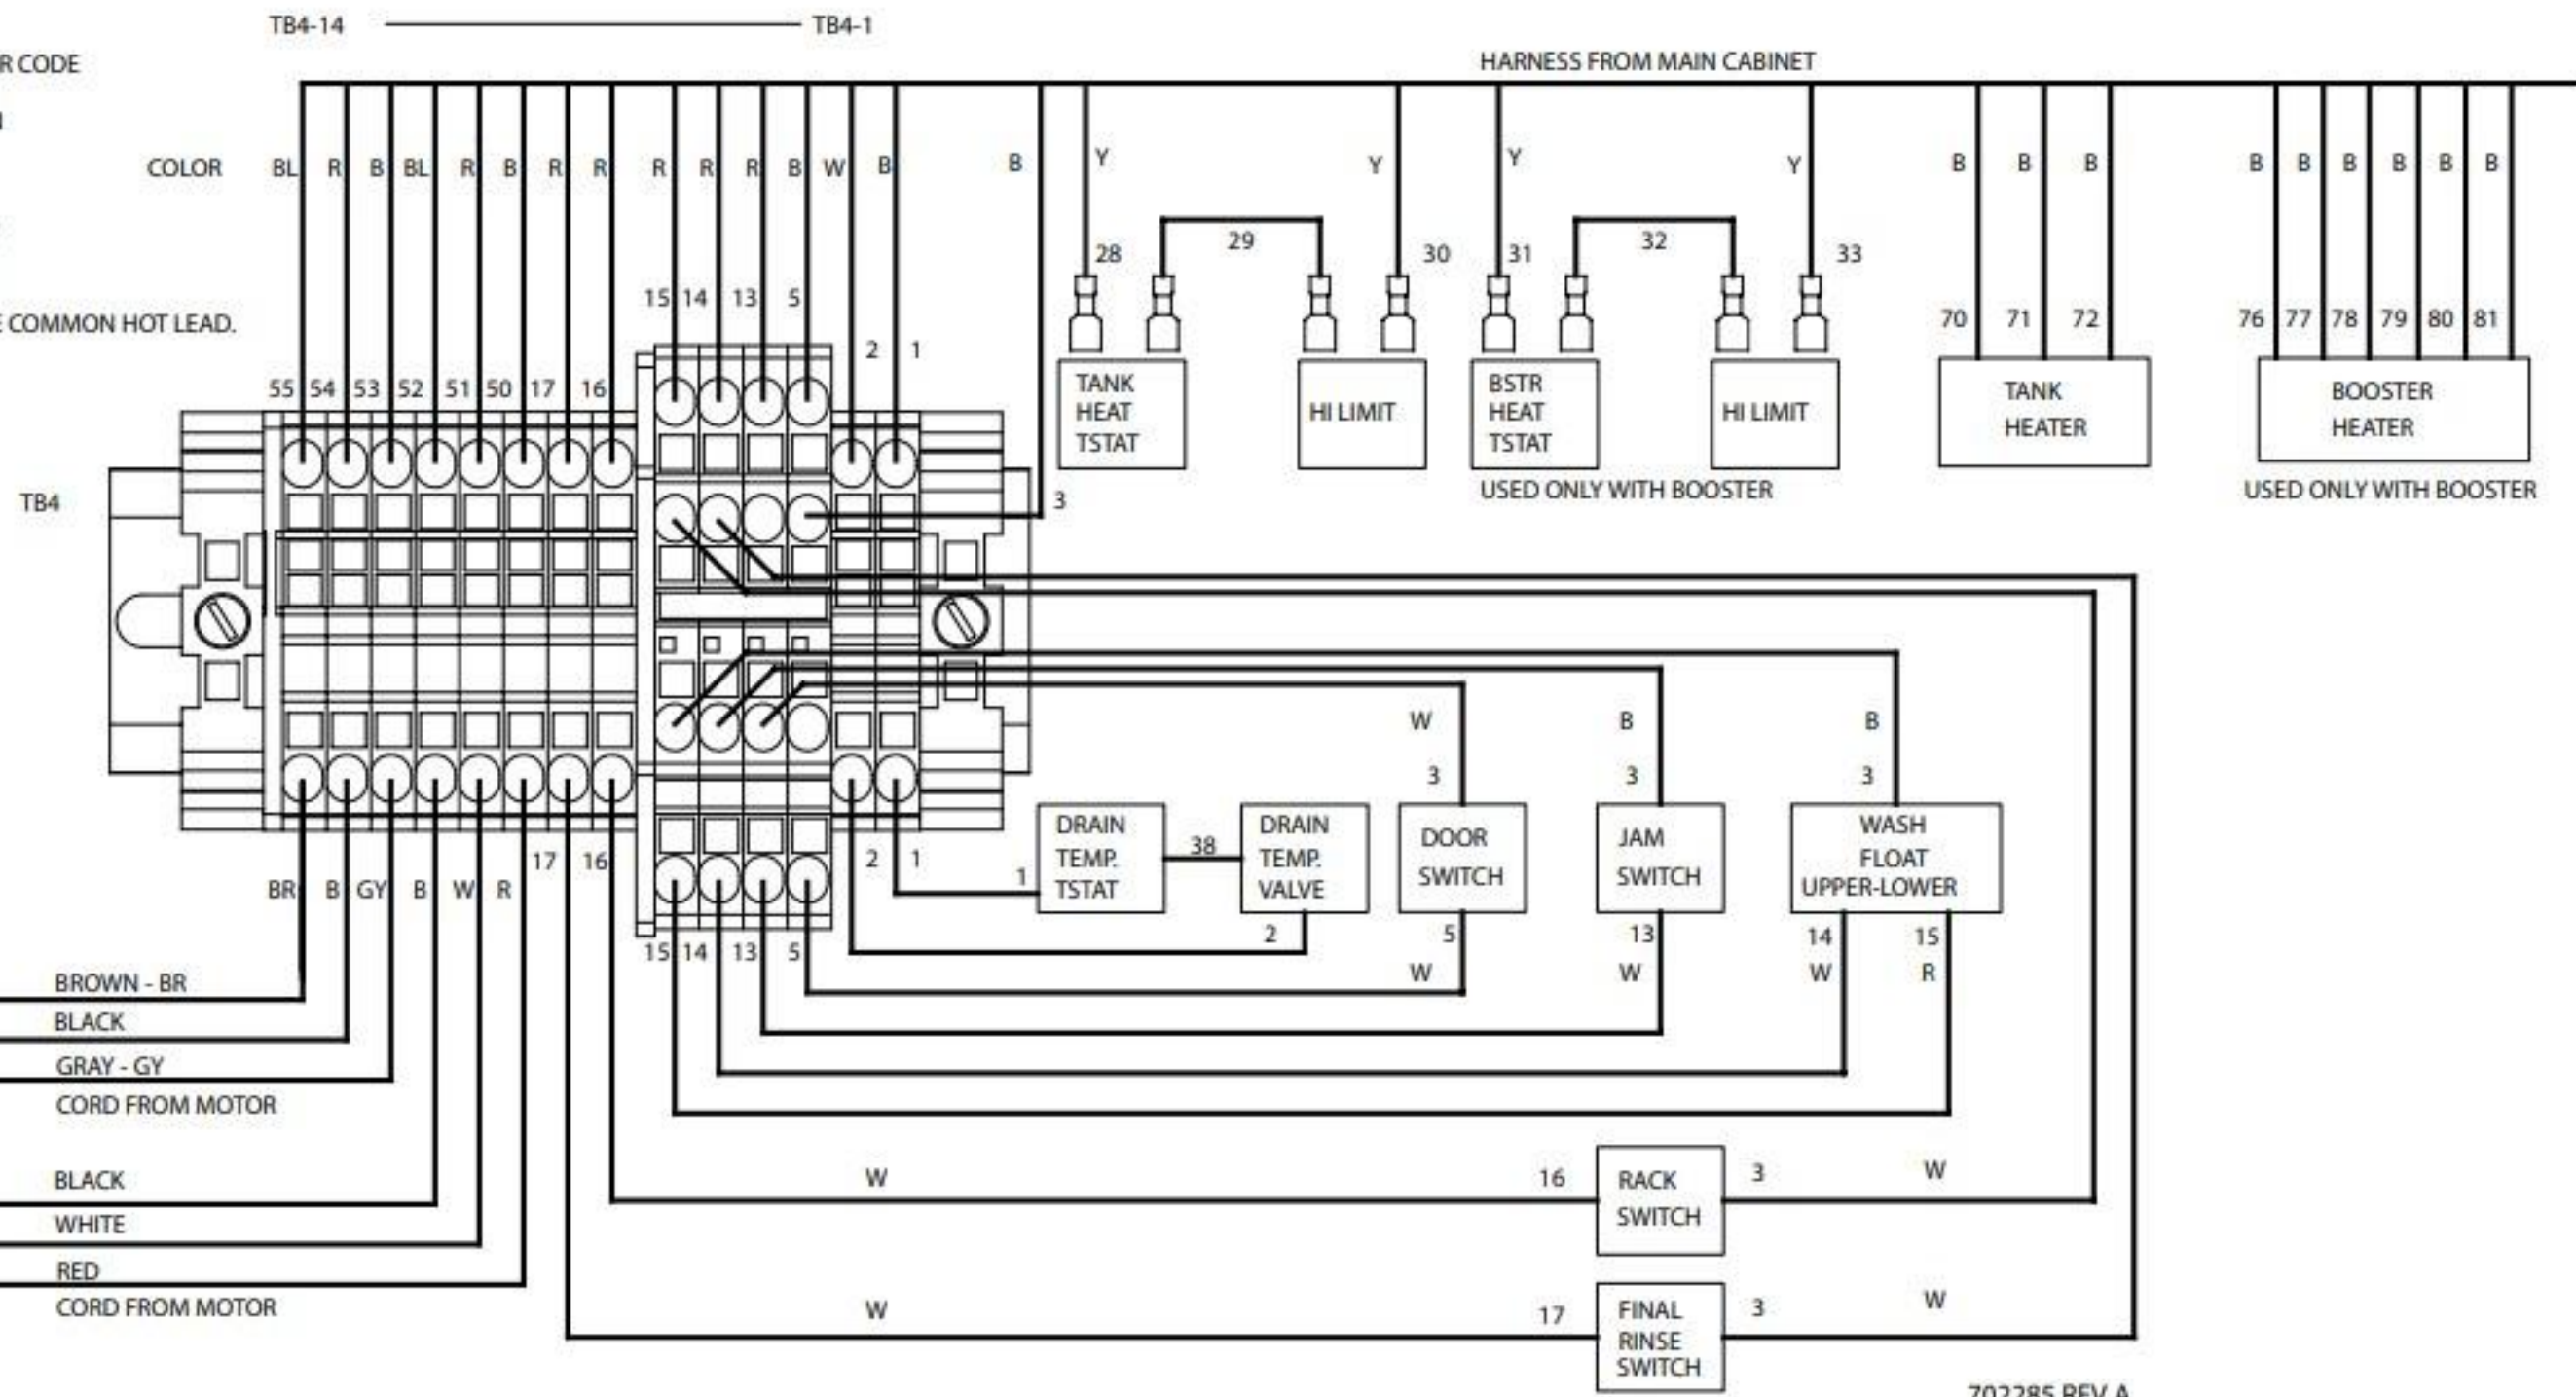 TB4-14 TB4-1
R CODE
HARNESS FROM MAIN CABINET
COLOR BL R B BL R B R R R R R B W B B Y Y Y Y B B B B B B B B B
28 29 30 31 32 33
15 14 13 5
E COMMON HOT LEAD.
70 71 72 76 77 78 79 80 81
2 1
55 54 53 52 51 50 17 16
TANK
HEAT
TSTAT
HI LIMIT
BSTR
HEAT
TSTAT
HI LIMIT
TANK
HEATER
BOOSTER
HEATER
USED ONLY WITH BOOSTER
USED ONLY WITH BOOSTER
TB4
3
W B B
3 3 3
DRAIN
TEMP.
TSTAT
38
DRAIN
TEMP.
VALVE
DOOR
SWITCH
JAM
SWITCH
WASH
FLOAT
UPPER-LOWER
17 16 2 1
1
BR B GY B W R
2 5 13 14 15
15 14 13 5
W W W R
BROWN - BR
BLACK
GRAY - GY
CORD FROM MOTOR
BLACK
WHITE
RED
CORD FROM MOTOR
W 16
RACK
SWITCH
3 W
W 17
FINAL
RINSE
SWITCH
3 W
702285 REV A